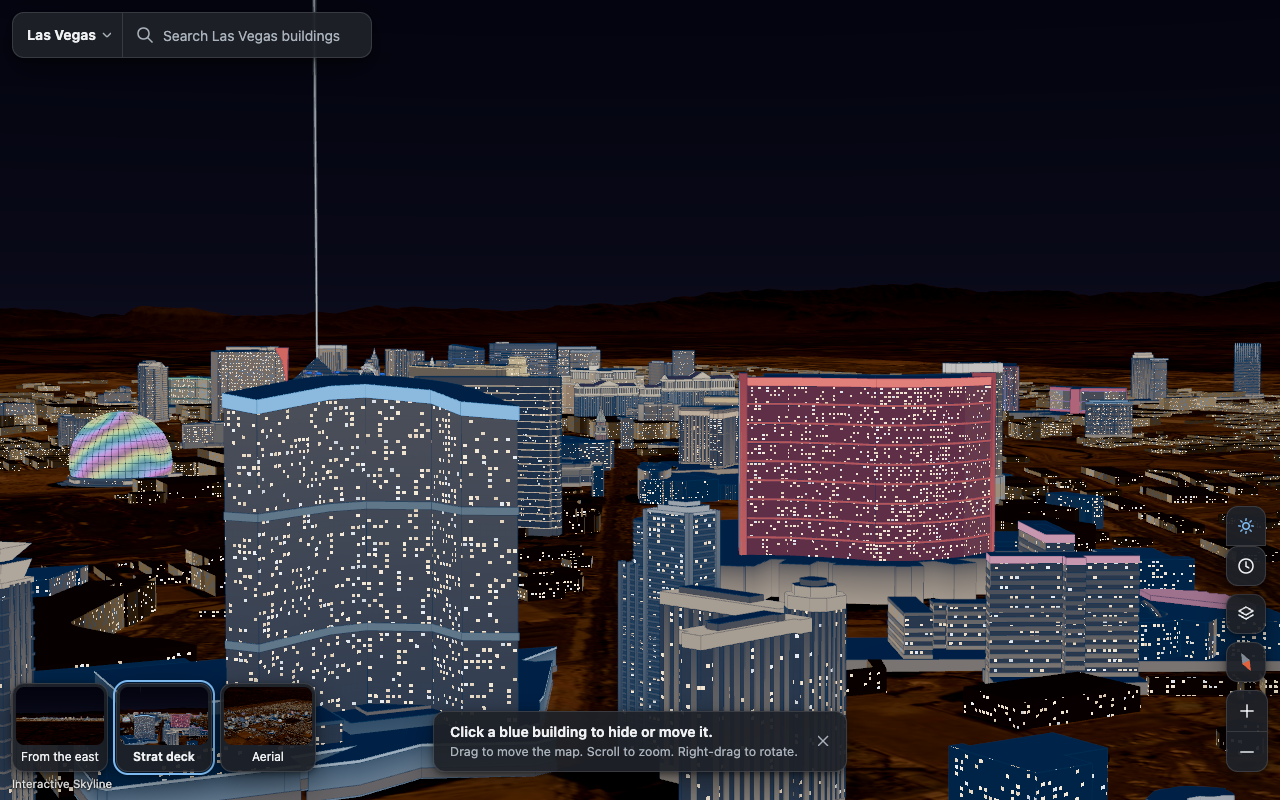 Las Vegas
Search Las Vegas buildings
From the east
Strat deck
Aerial
Click a blue building to hide or move it.
Drag to move the map. Scroll to zoom. Right-drag to rotate.
Interactive Skyline